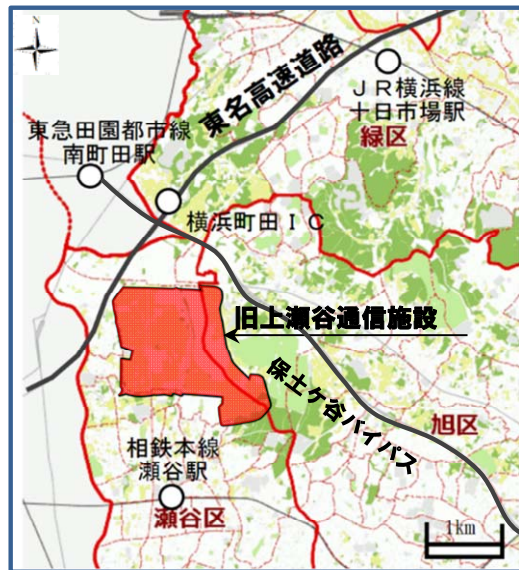 東名高速道路
ＪＲ横浜線
十日市場駅
緑区
東急田園都市線
南町田駅
横浜町田ＩＣ
旧上瀬谷通信施設
保土ヶ谷バイパス
旭区
相鉄本線
瀬谷駅
瀬谷区
1km